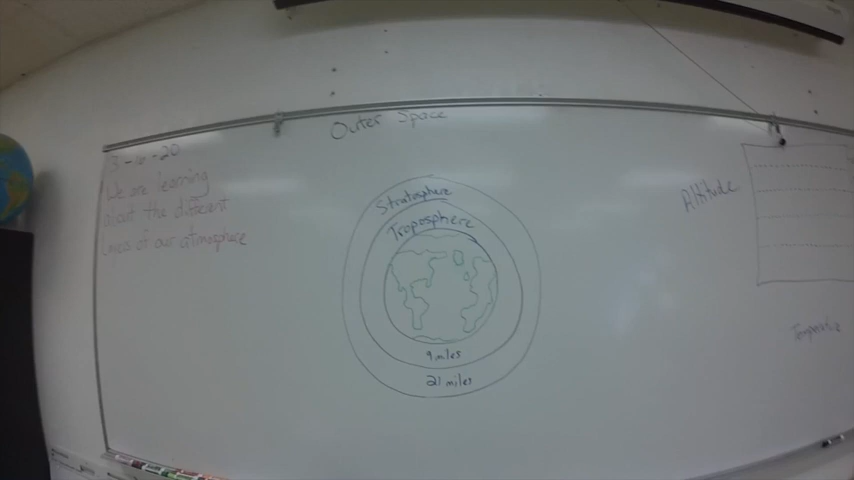 Outer Space
3-16-20
We are learning
about the different
of our atmosphere
Stratosphere
Troposphere
9 miles
21 miles
Altitude
Temperature